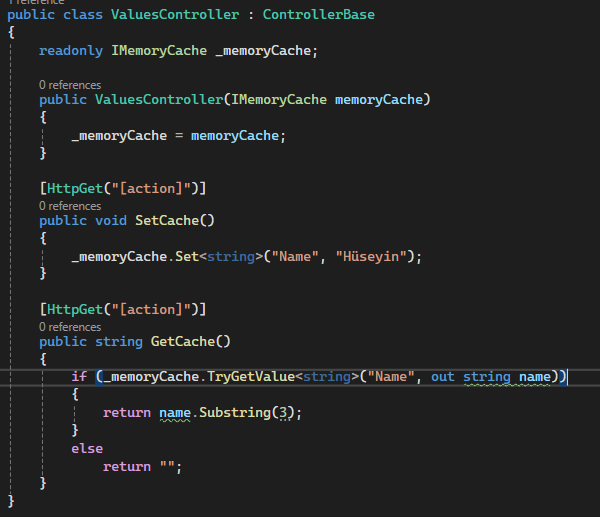 1 reference
public class ValuesController : ControllerBase
{
readonly IMemoryCache _memoryCache;
0 references
public ValuesController(IMemoryCache memoryCache)
{
_memoryCache = memoryCache;
}
[HttpGet("[action]")]
0 references
public void SetCache()
{
_memoryCache.Set<string>("Name", "Hüseyin");
}
[HttpGet("[action]")]
0 references
public string GetCache()
{
if (_memoryCache.TryGetValue<string>("Name", out string name))
{
return name.Substring(3);
}
else
return "";
}
}